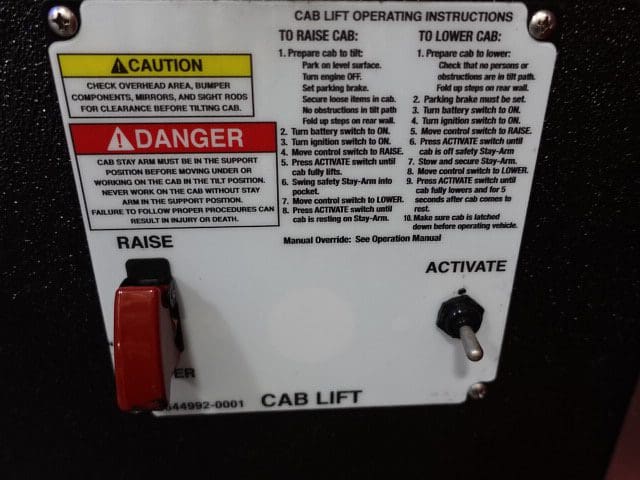 CAB LIFT OPERATING INSTRUCTIONS
CAUTION
CHECK OVERHEAD AREA, BUMPER
COMPONENTS, MIRRORS, AND SIGHT RODS
FOR CLEARANCE BEFORE TILTING CAB.
DANGER
CAB STAY ARM MUST BE IN THE SUPPORT
POSITION BEFORE MOVING UNDER OR
WORKING ON THE CAB IN THE TILT POSITION.
NEVER WORK ON THE CAB WITHOUT STAY
ARM IN THE SUPPORT POSITION.
FAILURE TO FOLLOW PROPER PROCEDURES CAN
RESULT IN INJURY OR DEATH.
TO RAISE CAB:
1. Prepare cab to tilt:
Park on level surface.
Turn engine OFF.
Set parking brake.
Secure loose items in cab.
No obstructions in tilt path
Fold up steps on rear wall.
2. Turn battery switch to ON.
3. Turn ignition switch to ON.
4. Move control switch to RAISE.
5. Press ACTIVATE switch until
cab fully lifts.
6. Swing safety Stay-Arm into
pocket.
7. Move control switch to LOWER.
8. Press ACTIVATE switch until
cab is resting on Stay-Arm.
TO LOWER CAB:
1. Prepare cab to lower:
Check that no persons or
obstructions are in tilt path.
Fold up steps on rear wall.
2. Parking brake must be set.
3. Turn battery switch to ON.
4. Turn ignition switch to ON.
5. Move control switch to RAISE.
6. Press ACTIVATE switch until
cab is off safety Stay-Arm
7. Stow and secure Stay-Arm.
8. Move control switch to LOWER.
9. Press ACTIVATE switch until
cab fully lowers and for 5
seconds after cab comes to
rest.
10. Make sure cab is latched
down before operating vehicle.
Manual Override: See Operation Manual
RAISE
ACTIVATE
ER
644992-0001
CAB LIFT